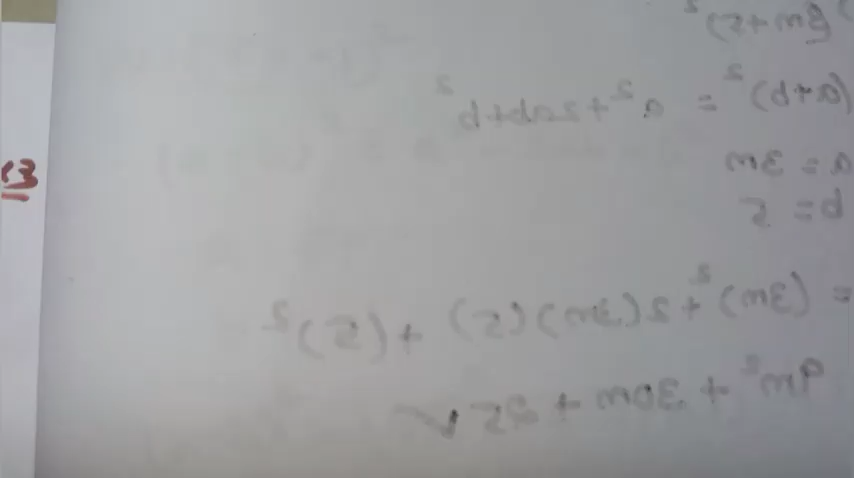 (3m+5)²
(a+b)² = a²+2ab+b²
a = 3m
b = 5
= (3m)²+2(3m)(5)+(5)²
9m²+30m+25